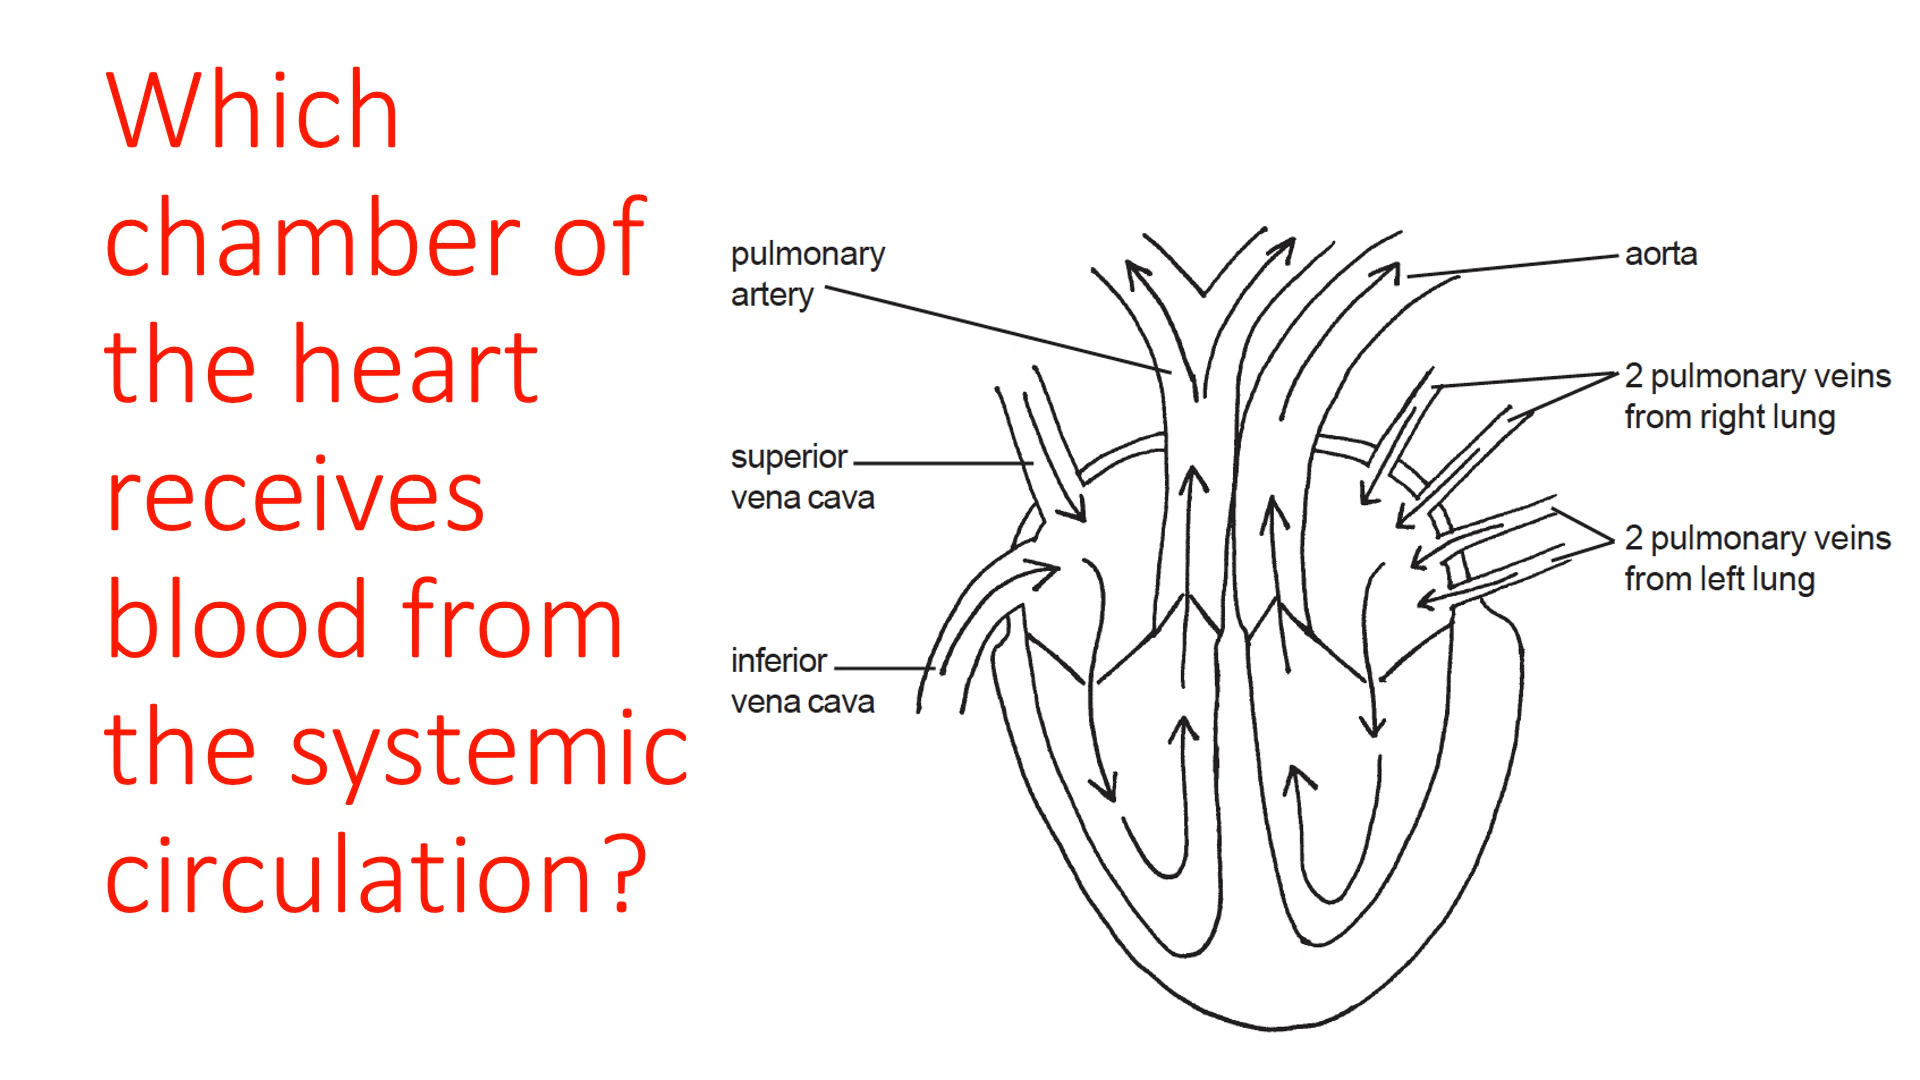 Which
chamber of
the heart
receives
blood from
the systemic
circulation?
pulmonary
artery
superior
vena cava
inferior
vena cava
aorta
2 pulmonary veins
from right lung
2 pulmonary veins
from left lung